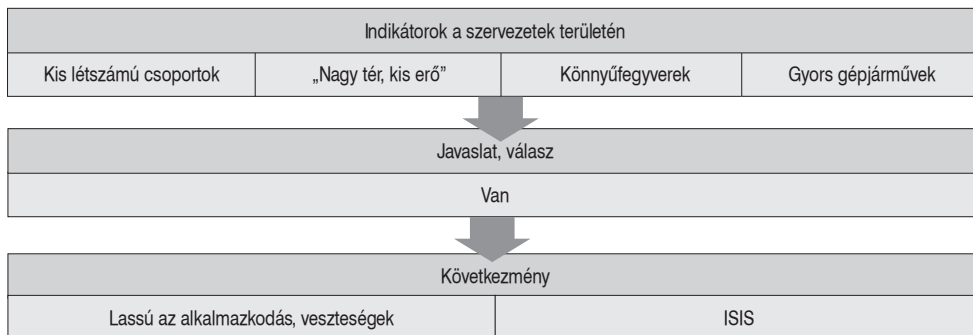 Indikátorok a szervezetek területén
Kis létszámú csoportok
„Nagy tér, kis erő”
Könnyűfegyverek
Gyors gépjárművek
Javaslat, válasz
Van
Következmény
Lassú az alkalmazkodás, veszteségek
ISIS